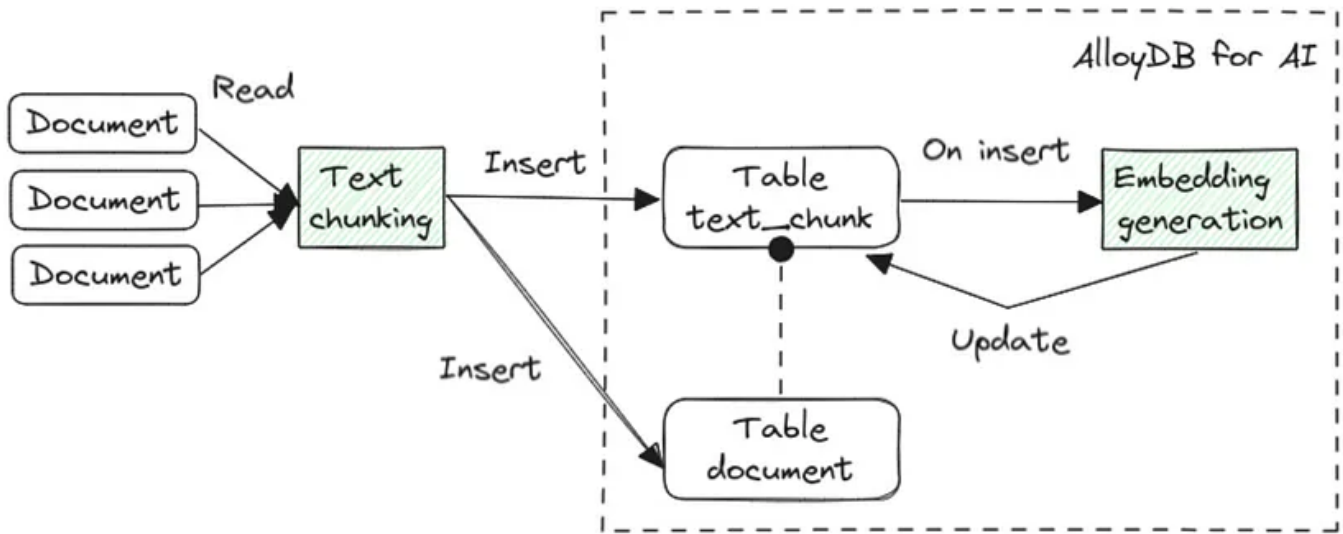 AlloyDB for AI
Read
Document
Document
Document
Text
chunking
Insert
Insert
Table
text_chunk
On insert
Embedding
generation
Update
Table
document